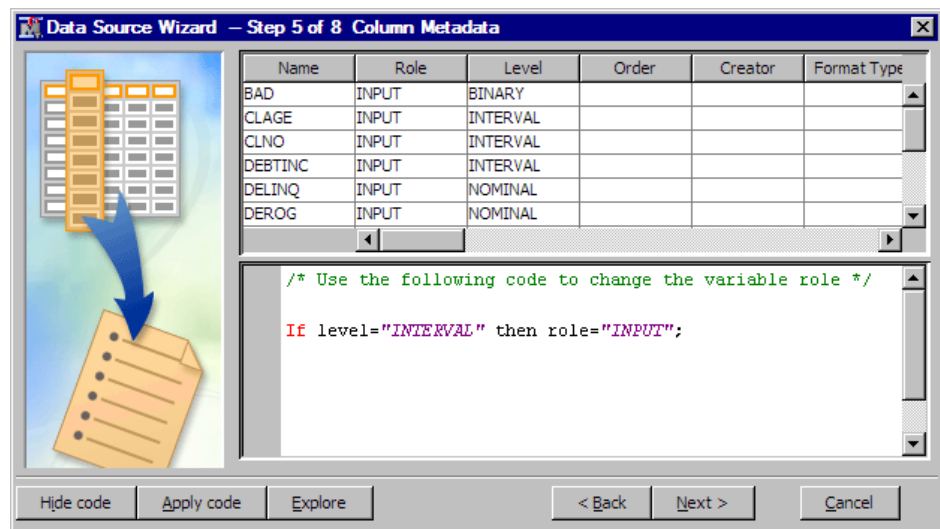 Data Source Wizard – Step 5 of 8 Column Metadata
Name Role Level Order Creator Format Type
BAD INPUT BINARY
CLAGE INPUT INTERVAL
CLNO INPUT INTERVAL
DEBTINC INPUT INTERVAL
DELINQ INPUT NOMINAL
DEROG INPUT NOMINAL
/* Use the following code to change the variable role */
If level="INTERVAL" then role="INPUT";
Hide code Apply code Explore < Back Next > Cancel